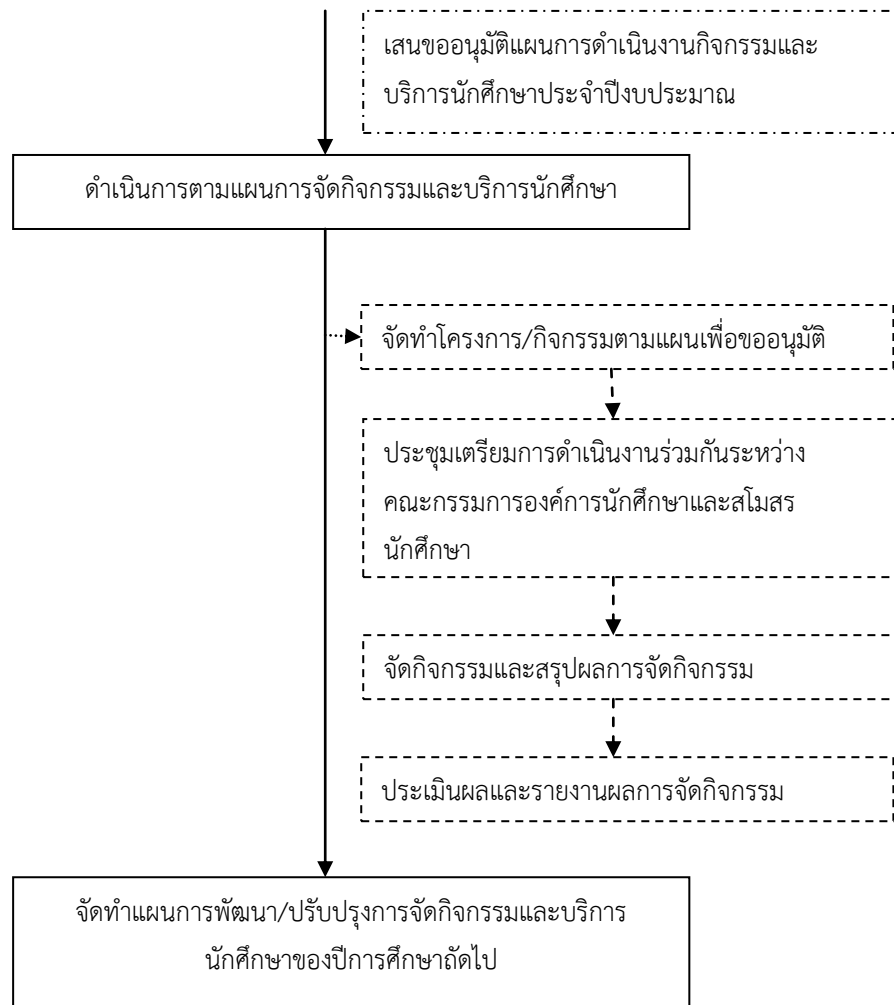 เสนขออนุมัติแผนการดำเนินงานกิจกรรมและ
บริการนักศึกษาประจำปีงบประมาณ
ดำเนินการตามแผนการจัดกิจกรรมและบริการนักศึกษา
จัดทำโครงการ/กิจกรรมตามแผนเพื่อขออนุมัติ
ประชุมเตรียมการดำเนินงานร่วมกันระหว่าง
คณะกรรมการองค์การนักศึกษาและสโมสร
นักศึกษา
จัดกิจกรรมและสรุปผลการจัดกิจกรรม
ประเมินผลและรายงานผลการจัดกิจกรรม
จัดทำแผนการพัฒนา/ปรับปรุงการจัดกิจกรรมและบริการ
นักศึกษาของปีการศึกษาถัดไป